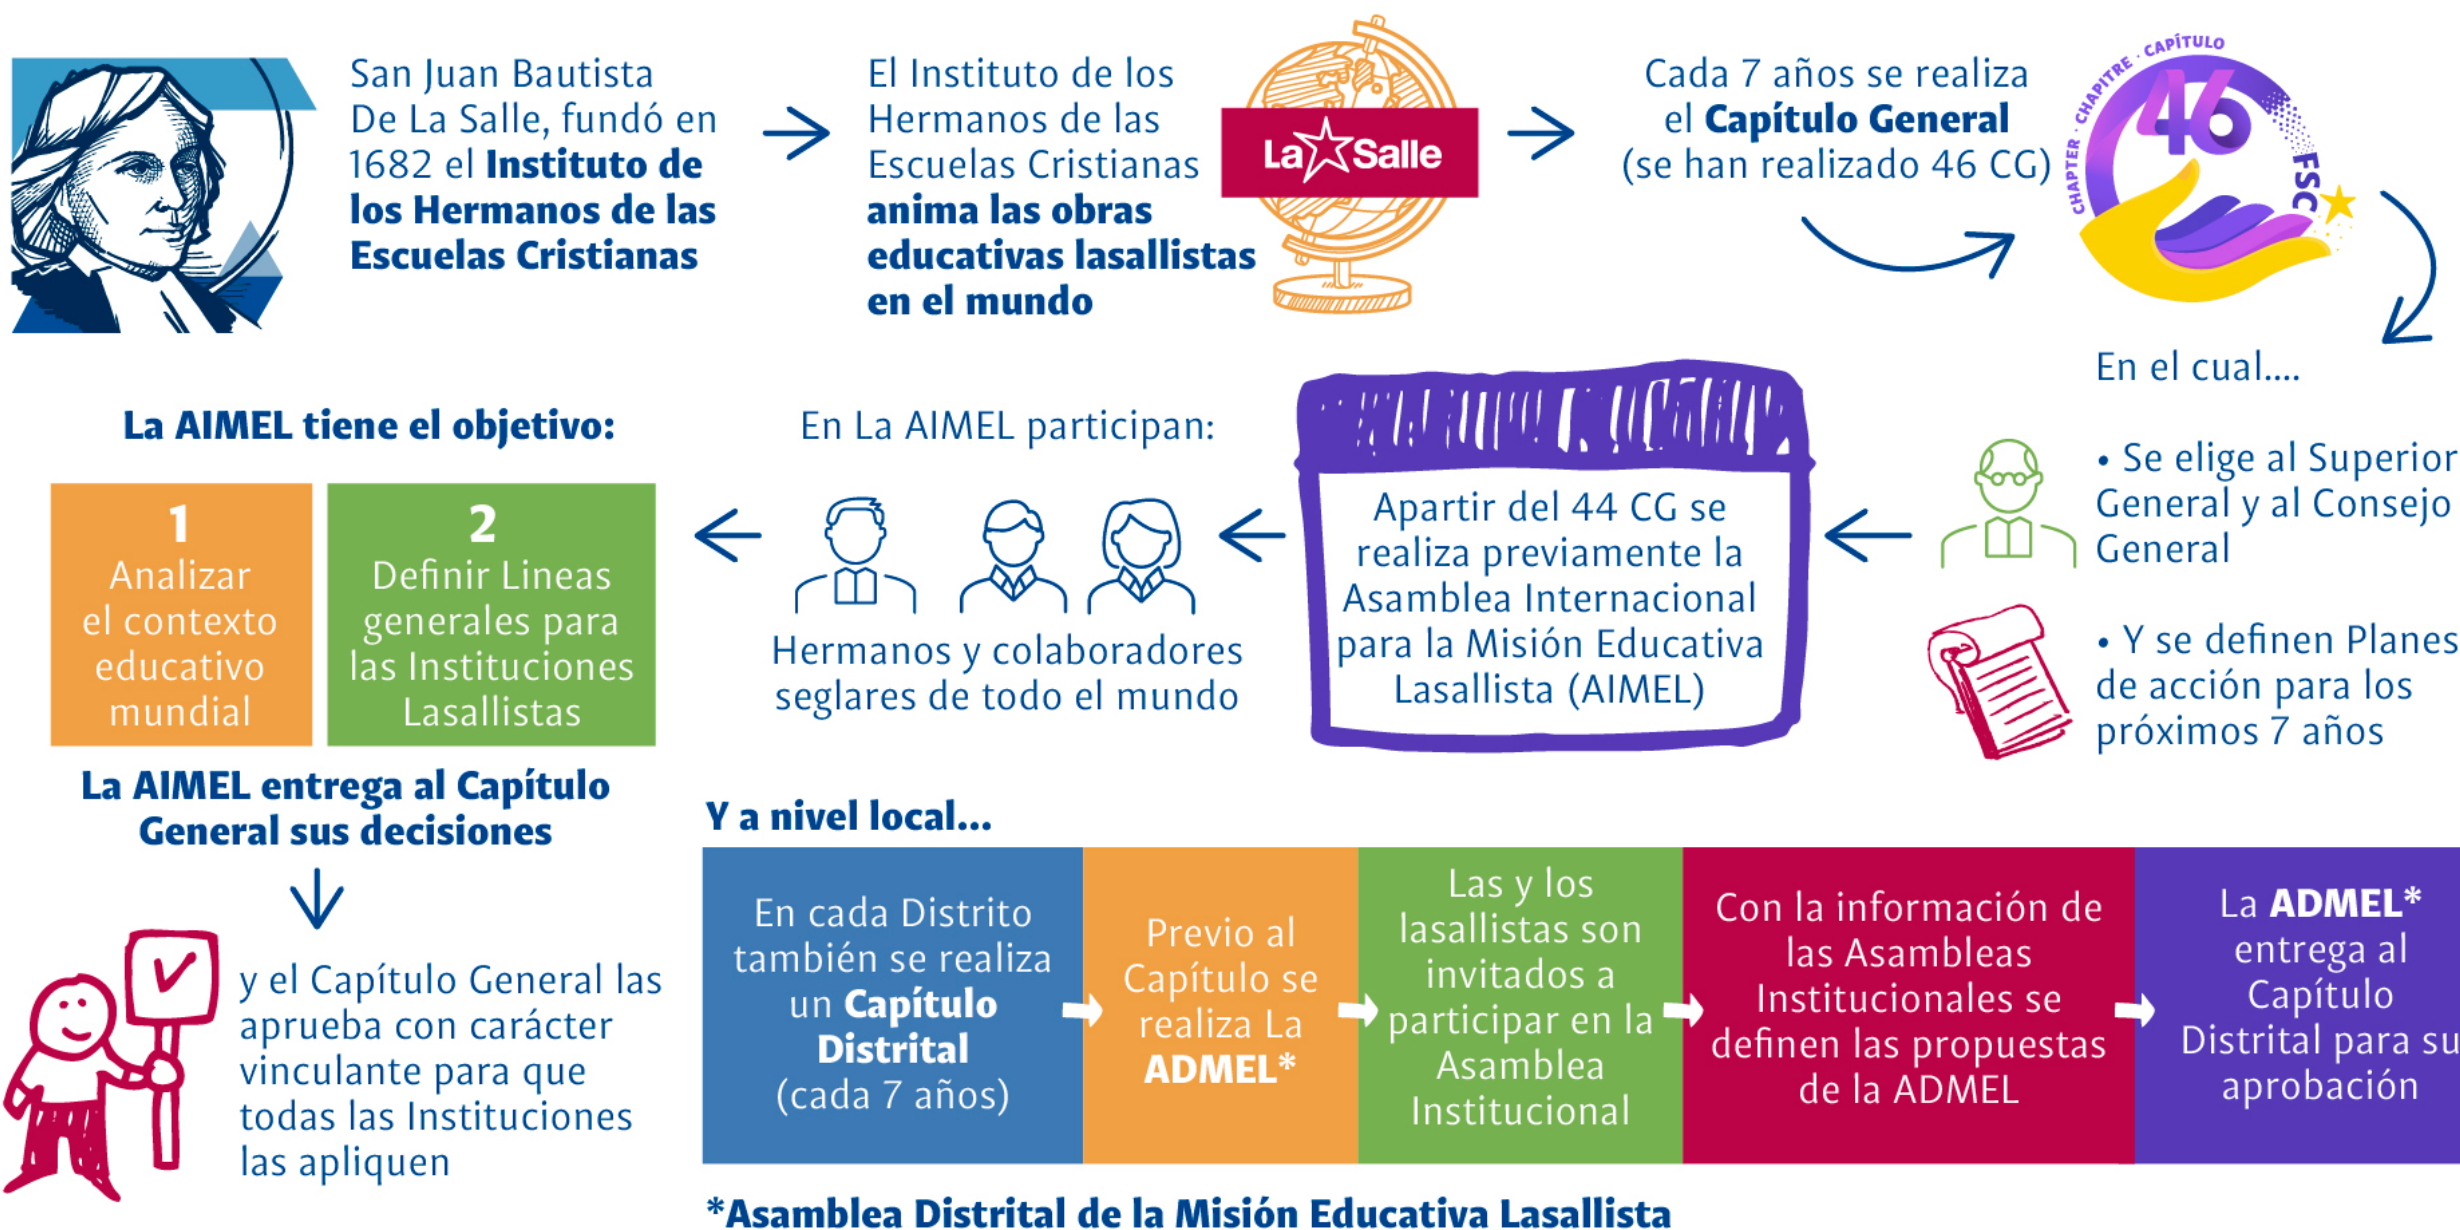 San Juan Bautista
De La Salle, fundó en
1682 el Instituto de
los Hermanos de las
Escuelas Cristianas
El Instituto de los
Hermanos de las
Escuelas Cristianas
anima las obras
educativas lasallistas
en el mundo
La Salle
Cada 7 años se realiza
el Capítulo General
(se han realizado 46 CG)
CHAPTER · CHAPITRE · CAPÍTULO
46
FSC
En el cual....
• Se elige al Superior
General y al Consejo
General
• Y se definen Planes
de acción para los
próximos 7 años
Apartir del 44 CG se
realiza previamente la
Asamblea Internacional
para la Misión Educativa
Lasallista (AIMEL)
En La AIMEL participan:
Hermanos y colaboradores
seglares de todo el mundo
La AIMEL tiene el objetivo:
1
Analizar
el contexto
educativo
mundial
2
Definir Lineas
generales para
las Instituciones
Lasallistas
La AIMEL entrega al Capítulo
General sus decisiones
y el Capítulo General las
aprueba con carácter
vinculante para que
todas las Instituciones
las apliquen
Y a nivel local...
En cada Distrito
también se realiza
un Capítulo
Distrital
(cada 7 años)
Previo al
Capítulo se
realiza La
ADMEL*
Las y los
lasallistas son
invitados a
participar en la
Asamblea
Institucional
Con la información de
las Asambleas
Institucionales se
definen las propuestas
de la ADMEL
La ADMEL*
entrega al
Capítulo
Distrital para su
aprobación
*Asamblea Distrital de la Misión Educativa Lasallista